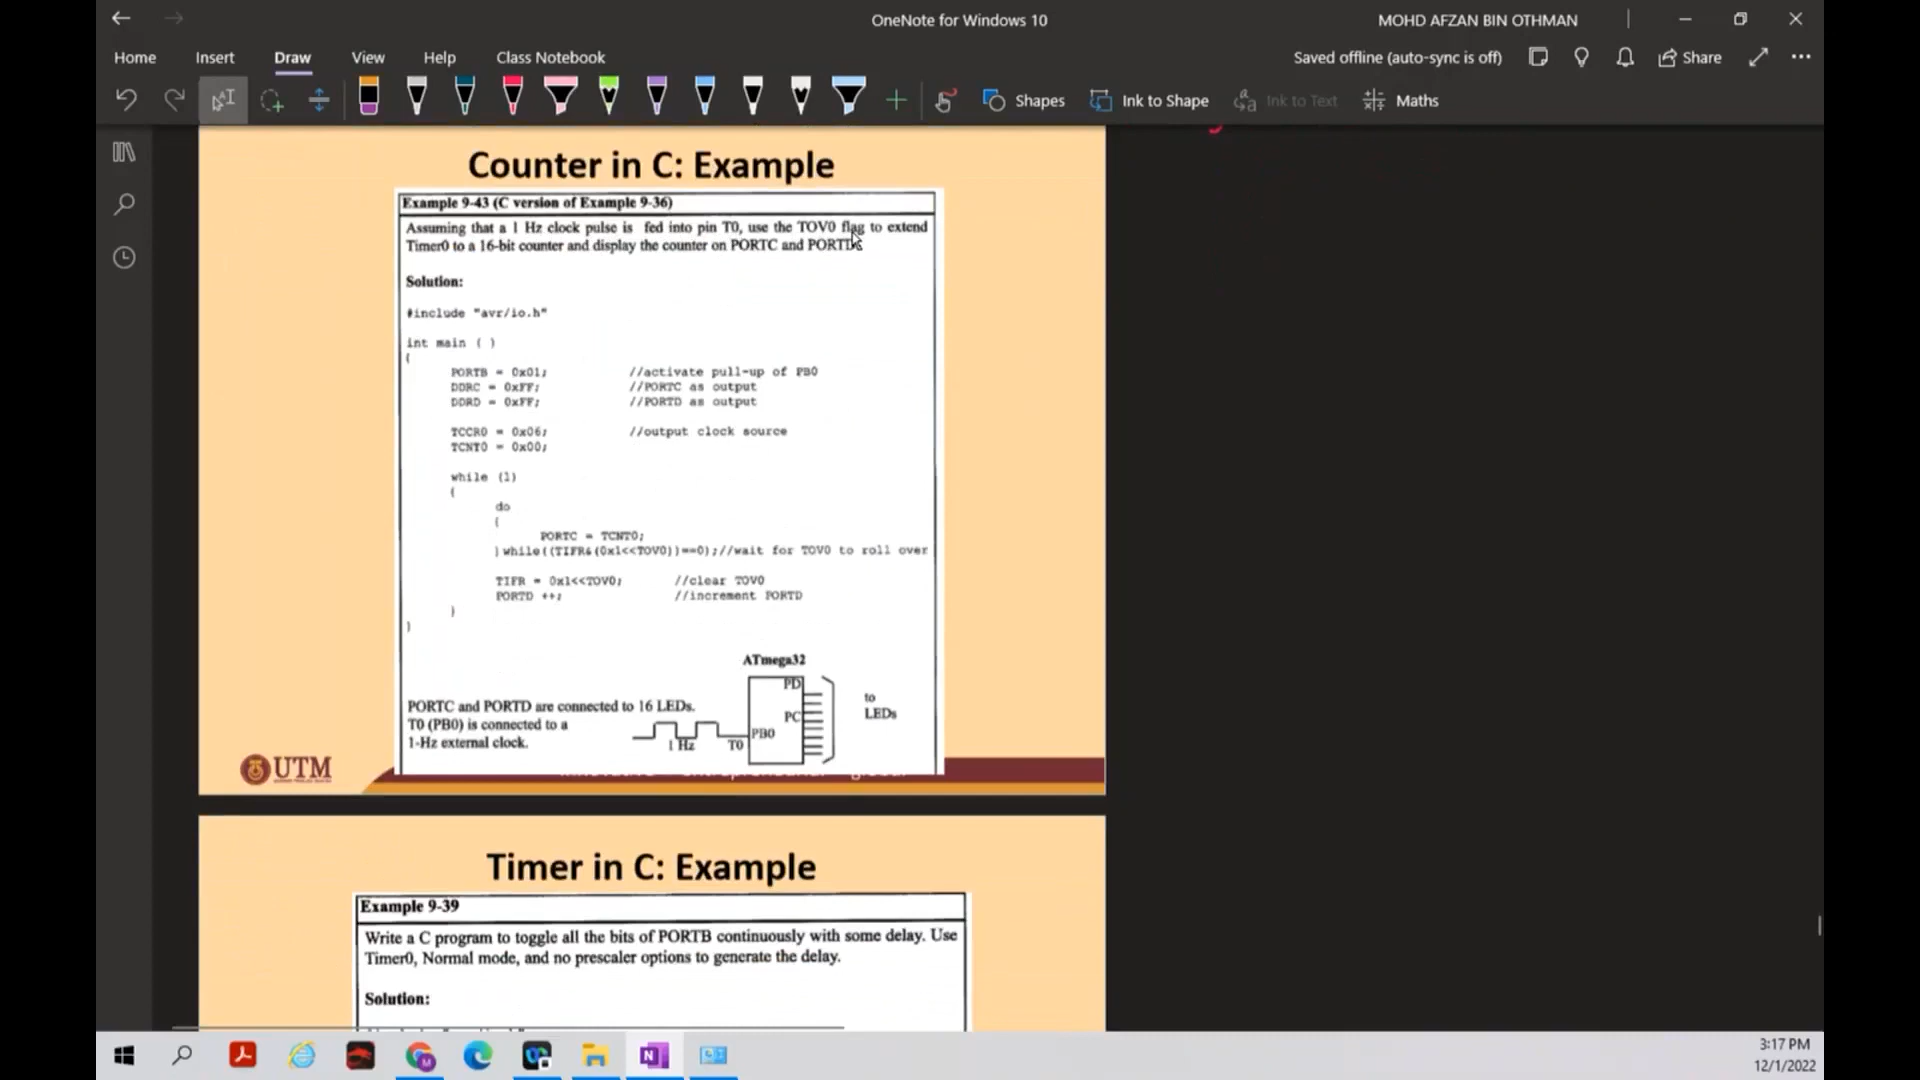 OneNote for Windows 10
MOHD AFZAN BIN OTHMAN
Home Insert Draw View Help Class Notebook
Saved offline (auto-sync is off) Share
Shapes Ink to Shape Ink to Text Maths
Counter in C: Example
Example 9-43 (C version of Example 9-36)
Assuming that a 1 Hz clock pulse is fed into pin T0, use the TOV0 flag to extend
Timer0 to a 16-bit counter and display the counter on PORTC and PORTD.
Solution:
#include "avr/io.h"
int main ( )
{
PORTB = 0x01; //activate pull-up of PB0
DDRC = 0xFF; //PORTC as output
DDRD = 0xFF; //PORTD as output
TCCR0 = 0x06; //output clock source
TCNT0 = 0x00;
while (1)
{
do
{
PORTC = TCNT0;
}while((TIFR&(0x1<<TOV0))==0);//wait for TOV0 to roll over
TIFR = 0x1<<TOV0; //clear TOV0
PORTD ++; //increment PORTD
}
}
ATmega32
PD
PC
PB0
to
LEDs
PORTC and PORTD are connected to 16 LEDs.
T0 (PB0) is connected to a
1-Hz external clock.
1 Hz T0
UTM
Timer in C: Example
Example 9-39
Write a C program to toggle all the bits of PORTB continuously with some delay. Use
Timer0, Normal mode, and no prescaler options to generate the delay.
Solution:
3:17 PM
12/1/2022